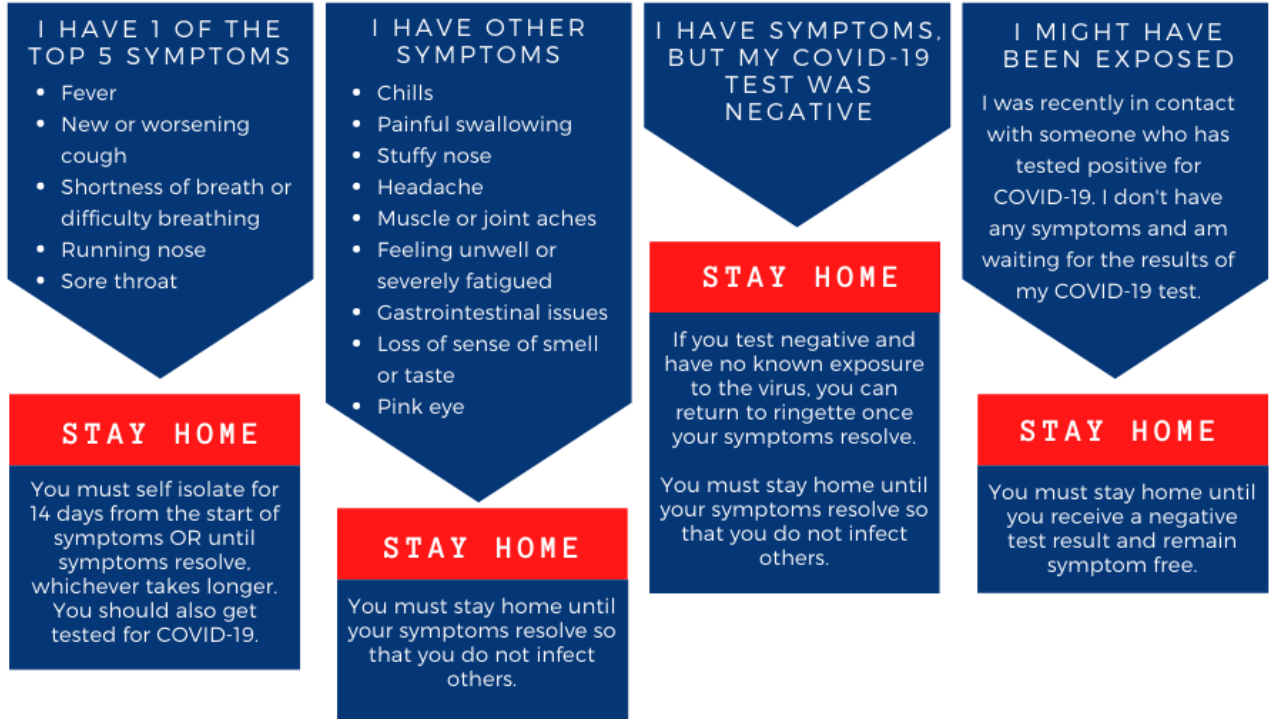 I HAVE 1 OF THE
TOP 5 SYMPTOMS
• Fever
• New or worsening
cough
• Shortness of breath or
difficulty breathing
• Running nose
• Sore throat
STAY HOME
You must self isolate for
14 days from the start of
symptoms OR until
symptoms resolve,
whichever takes longer.
You should also get
tested for COVID-19.
I HAVE OTHER
SYMPTOMS
• Chills
• Painful swallowing
• Stuffy nose
• Headache
• Muscle or joint aches
• Feeling unwell or
severely fatigued
• Gastrointestinal issues
• Loss of sense of smell
or taste
• Pink eye
STAY HOME
You must stay home until
your symptoms resolve so
that you do not infect
others.
I HAVE SYMPTOMS,
BUT MY COVID-19
TEST WAS
NEGATIVE
STAY HOME
If you test negative and
have no known exposure
to the virus, you can
return to ringette once
your symptoms resolve.
You must stay home until
your symptoms resolve so
that you do not infect
others.
I MIGHT HAVE
BEEN EXPOSED
I was recently in contact
with someone who has
tested positive for
COVID-19. I don't have
any symptoms and am
waiting for the results of
my COVID-19 test.
STAY HOME
You must stay home until
you receive a negative
test result and remain
symptom free.